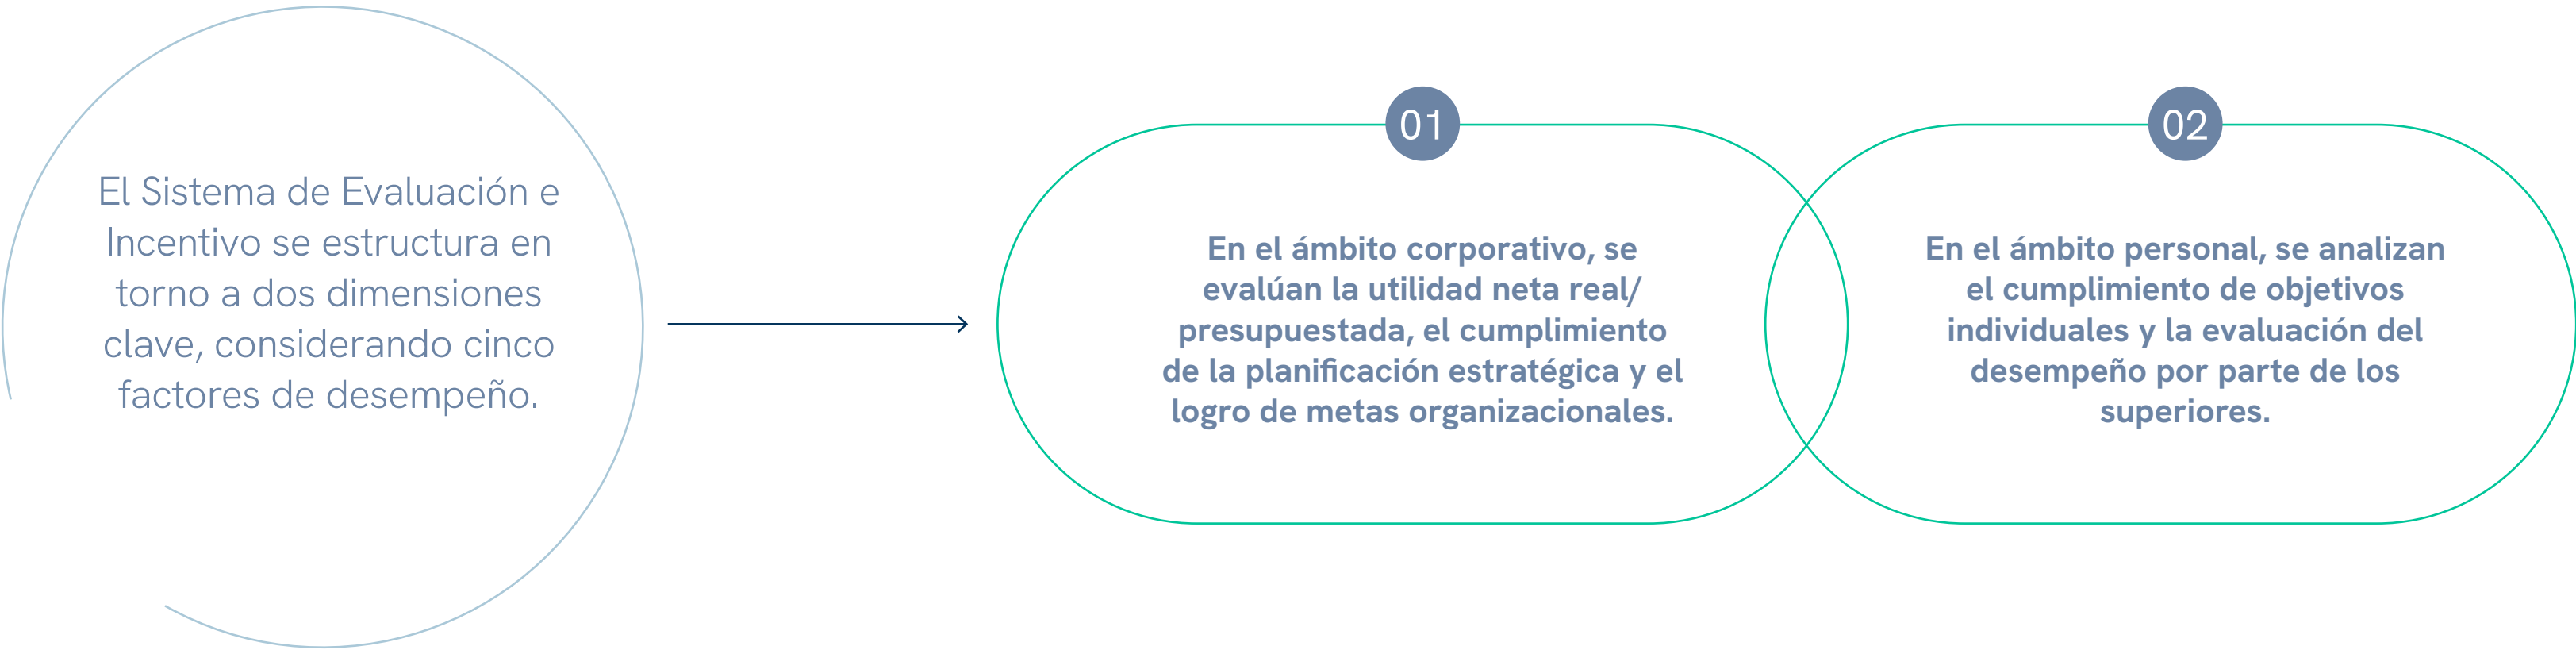 El Sistema de Evaluación e
Incentivo se estructura en
torno a dos dimensiones
clave, considerando cinco
factores de desempeño.
01
En el ámbito corporativo, se
evalúan la utilidad neta real/
presupuestada, el cumplimiento
de la planificación estratégica y el
logro de metas organizacionales.
02
En el ámbito personal, se analizan
el cumplimiento de objetivos
individuales y la evaluación del
desempeño por parte de los
superiores.